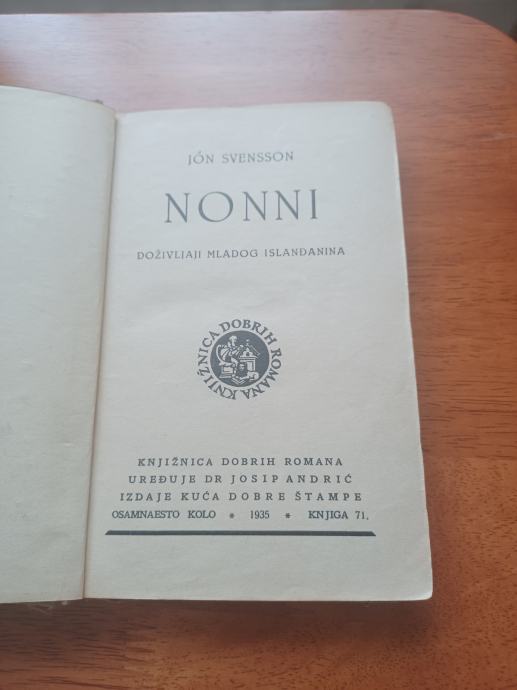 JÓN SVENSSON
NONNI
DOŽIVLJAJI MLADOG ISLANĐANINA
KNJIŽNICA DOBRIH ROMANA
KNJIŽNICA DOBRIH ROMANA
UREĐUJE DR JOSIP ANDRIĆ
IZDAJE KUĆA DOBRE ŠTAMPE
OSAMNAESTO KOLO * 1935 * KNJIGA 71.